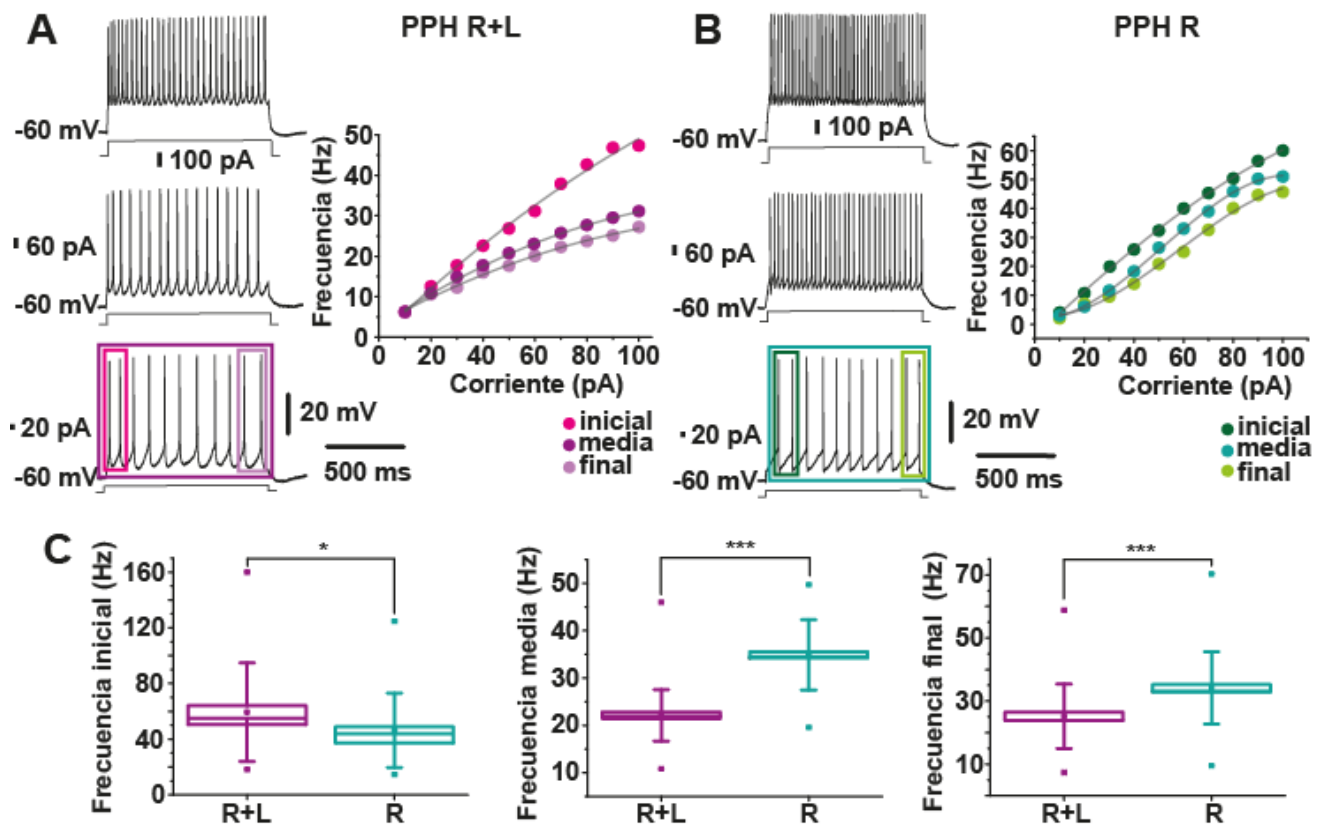 A
PPH R+L
-60 mV
100 pA
60 pA
-60 mV
20 pA
-60 mV
20 mV
500 ms
Frecuencia (Hz)
50
40
30
20
10
0
0
20
40
60
80
100
Corriente (pA)
inicial
media
final
B
PPH R
-60 mV
100 pA
60 pA
-60 mV
20 pA
-60 mV
20 mV
500 ms
Frecuencia (Hz)
60
50
40
30
20
10
0
0
20
40
60
80
100
Corriente (pA)
inicial
media
final
C
Frecuencia inicial (Hz)
160
120
80
40
0
*
R+L
R
Frecuencia media (Hz)
50
40
30
20
10
***
R+L
R
Frecuencia final (Hz)
70
50
30
10
***
R+L
R